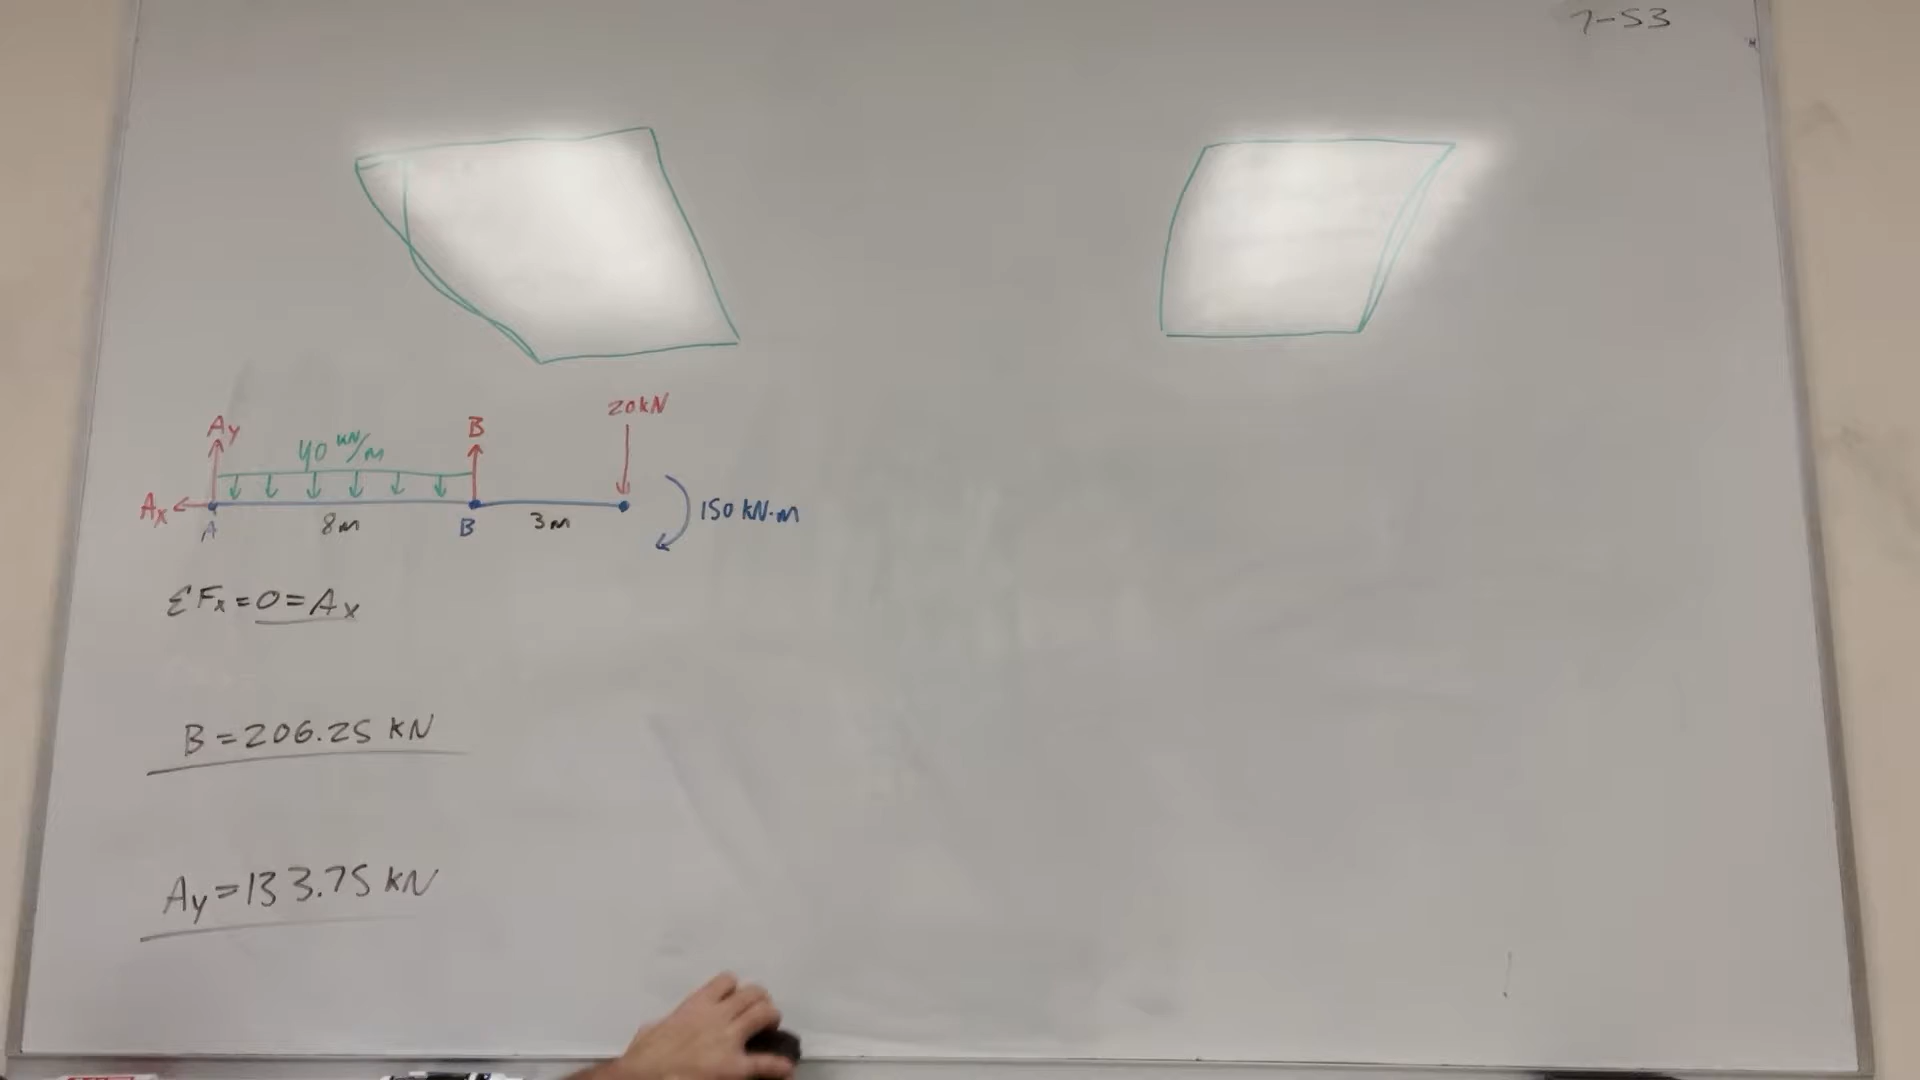 7-53
20kN
Ay
B
40 kN/m
Ax
A
8m
B
3m
150 kN·m
ΣFx=0=Ax
B=206.25 kN
Ay=133.75 kN